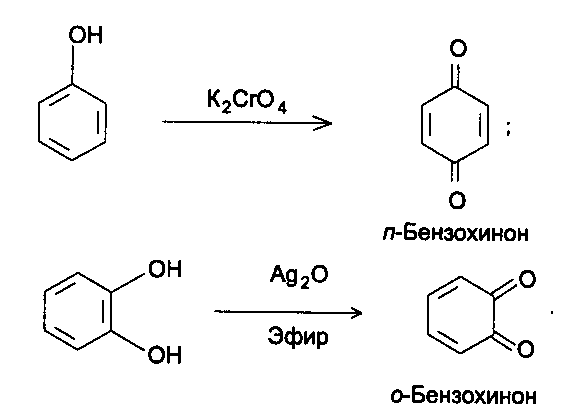 OH
K₂CrO₄
O
;
O
п-Бензохинон
OH
Ag₂O
O
OH
Эфир
O
.
о-Бензохинон